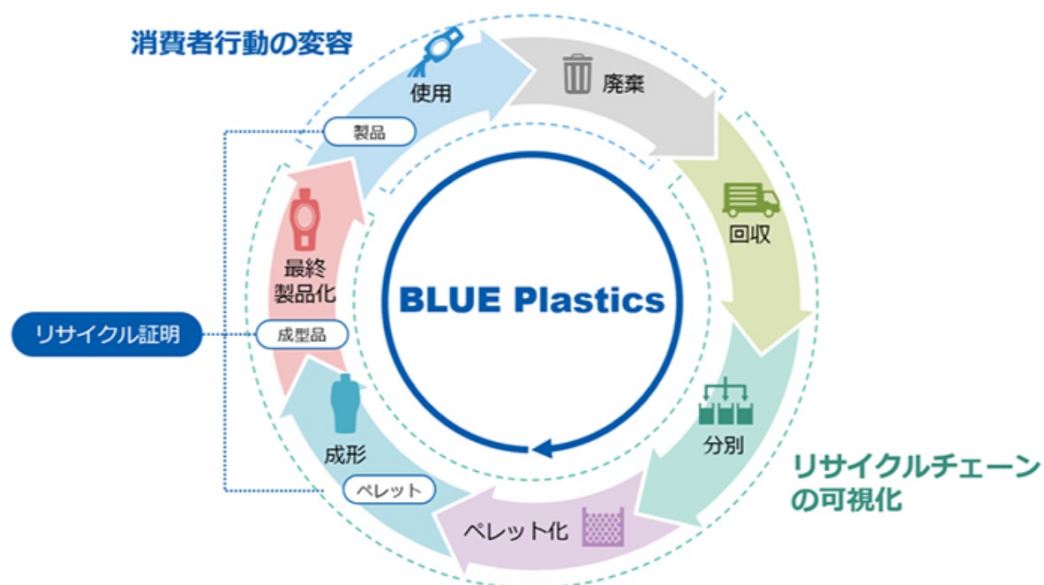 消費者行動の変容
使用
廃棄
製品
回収
最終
製品化
BLUE Plastics
リサイクル証明
成型品
分別
成形
リサイクルチェーン
の可視化
ペレット
ペレット化